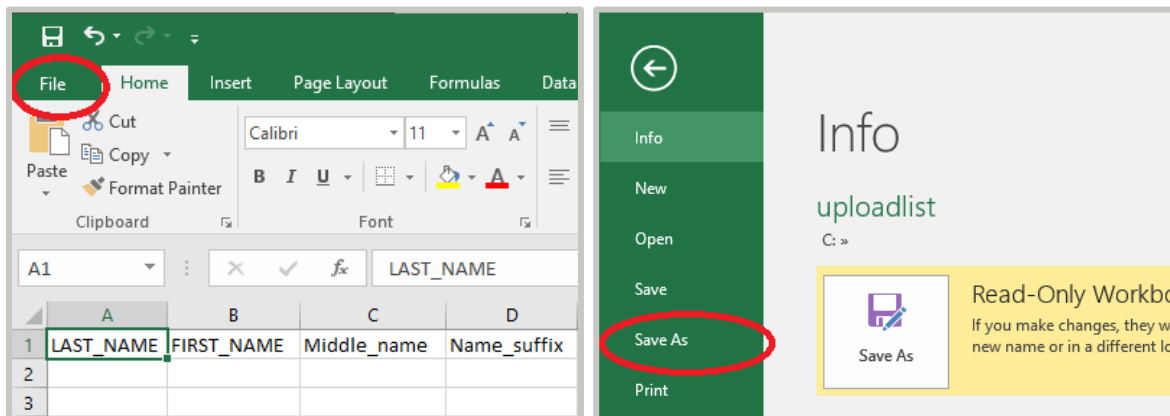 File Home Insert Page Layout Formulas Data
Cut
Copy
Paste
Format Painter
Calibri 11 A A
B I U A
Clipboard Font
A1 fx LAST_NAME
A B C D
1 LAST_NAME FIRST_NAME Middle_name Name_suffix
2
3
Info
New
Open
Save
Save As
Print
Info
uploadlist
C: »
Save As
Read-Only Workbo
If you make changes, they w
new name or in a different lo